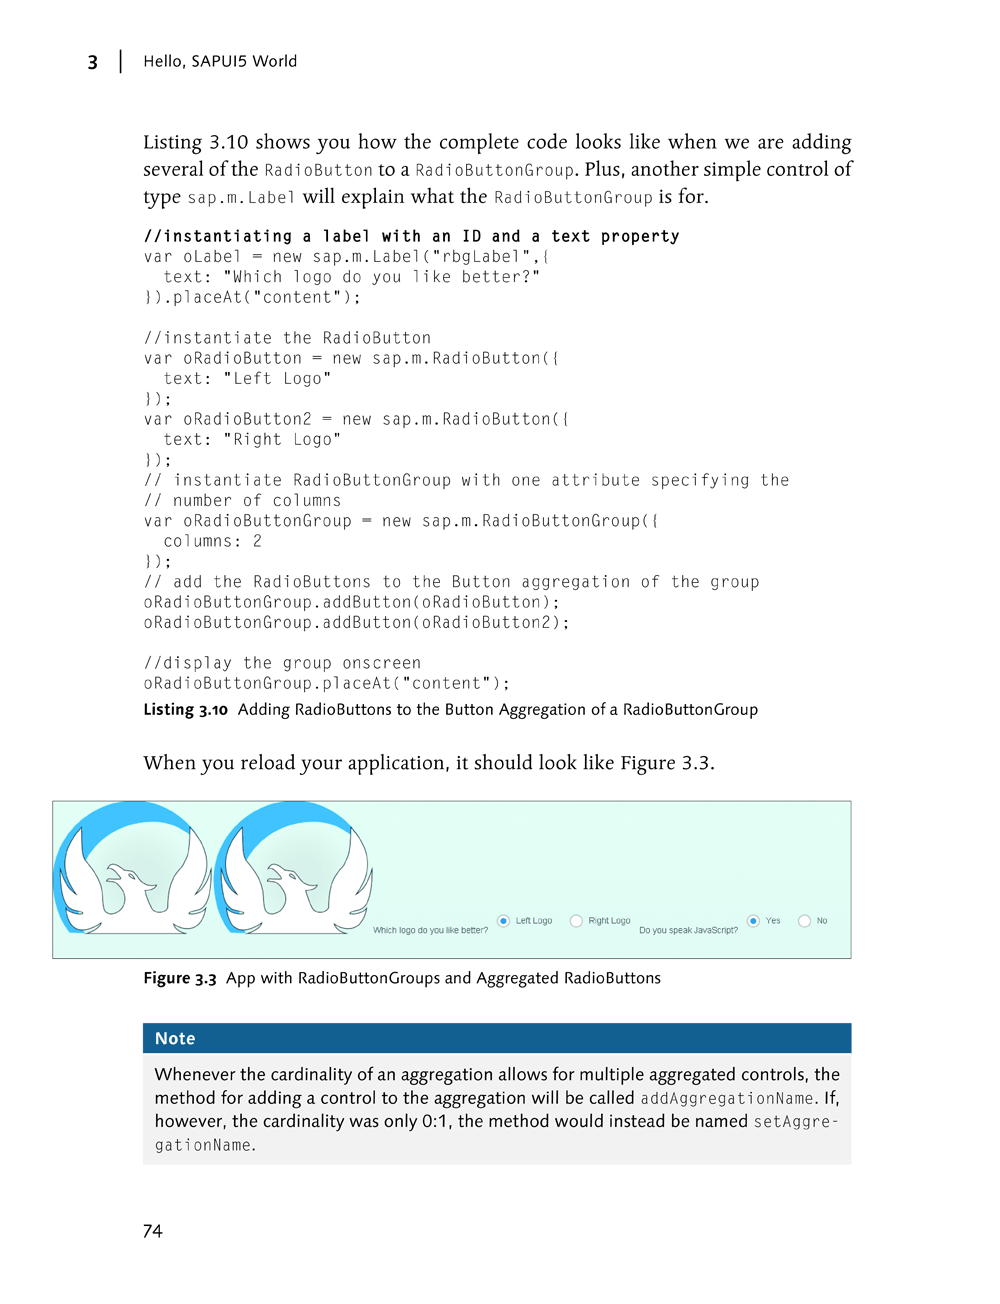 3 | Hello, SAPUI5 World
Listing 3.10 shows you how the complete code looks like when we are adding
several of the RadioButton to a RadioButtonGroup. Plus, another simple control of
type sap.m.Label will explain what the RadioButtonGroup is for.
//instantiating a label with an ID and a text property
var oLabel = new sap.m.Label("rbgLabel",{
  text: "Which logo do you like better?"
}).placeAt("content");
//instantiate the RadioButton
var oRadioButton = new sap.m.RadioButton({
  text: "Left Logo"
});
var oRadioButton2 = new sap.m.RadioButton({
  text: "Right Logo"
});
// instantiate RadioButtonGroup with one attribute specifying the
// number of columns
var oRadioButtonGroup = new sap.m.RadioButtonGroup({
  columns: 2
});
// add the RadioButtons to the Button aggregation of the group
oRadioButtonGroup.addButton(oRadioButton);
oRadioButtonGroup.addButton(oRadioButton2);
//display the group onscreen
oRadioButtonGroup.placeAt("content");
Listing 3.10 Adding RadioButtons to the Button Aggregation of a RadioButtonGroup
When you reload your application, it should look like Figure 3.3.
Which logo do you like better? Left Logo Right Logo Do you speak JavaScript? Yes No
Figure 3.3 App with RadioButtonGroups and Aggregated RadioButtons
Note
Whenever the cardinality of an aggregation allows for multiple aggregated controls, the
method for adding a control to the aggregation will be called addAggregationName. If,
however, the cardinality was only 0:1, the method would instead be named setAggre-
gationName.
74